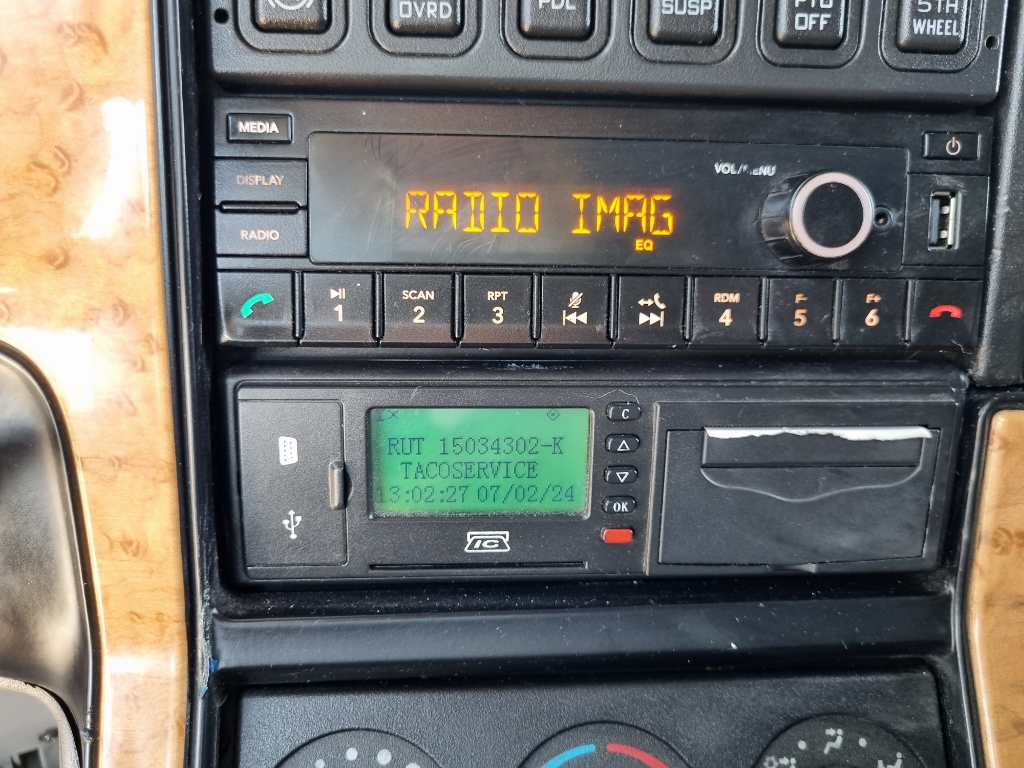 OVRD
PDL
SUSP
PTO
OFF
5TH
WHEEL
MEDIA
DISPLAY
RADIO
RADIO IMAG
EQ
VOL/MENU
1
SCAN
2
RPT
3
RDM
4
F-
5
F+
6
RUT 15034302-K
TACOSERVICE
13:02:27 07/02/24
C
OK
IC